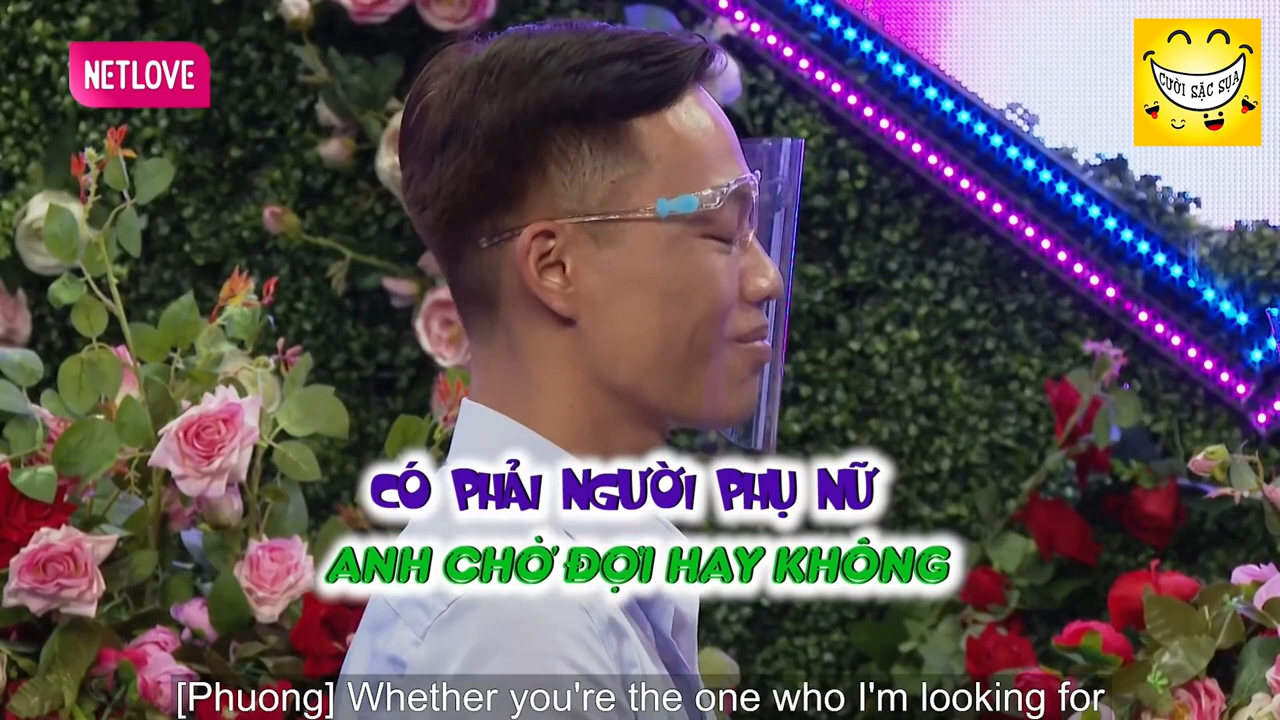 NETLOVE
CƯỜI SẶC SỤA
CÓ PHẢI NGƯỜI PHỤ NỮ
ANH CHỜ ĐỢI HAY KHÔNG
[Phuong] Whether you're the one who I'm looking for